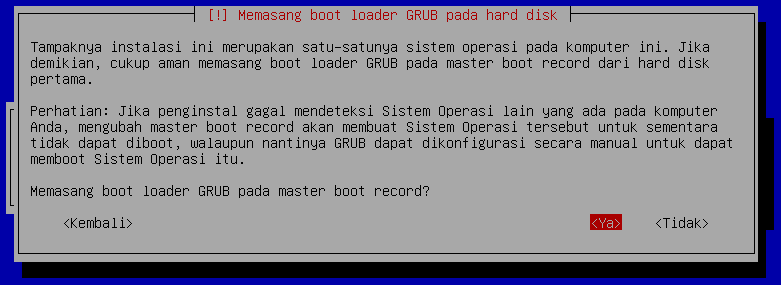 [!] Memasang boot loader GRUB pada hard disk
Tampaknya instalasi ini merupakan satu-satunya sistem operasi pada komputer ini. Jika
demikian, cukup aman memasang boot loader GRUB pada master boot record dari hard disk
pertama.
Perhatian: Jika penginstal gagal mendeteksi Sistem Operasi lain yang ada pada komputer
Anda, mengubah master boot record akan membuat Sistem Operasi tersebut untuk sementara
tidak dapat diboot, walaupun nantinya GRUB dapat dikonfigurasi secara manual untuk dapat
memboot Sistem Operasi itu.
Memasang boot loader GRUB pada master boot record?
<Kembali> <Ya> <Tidak>